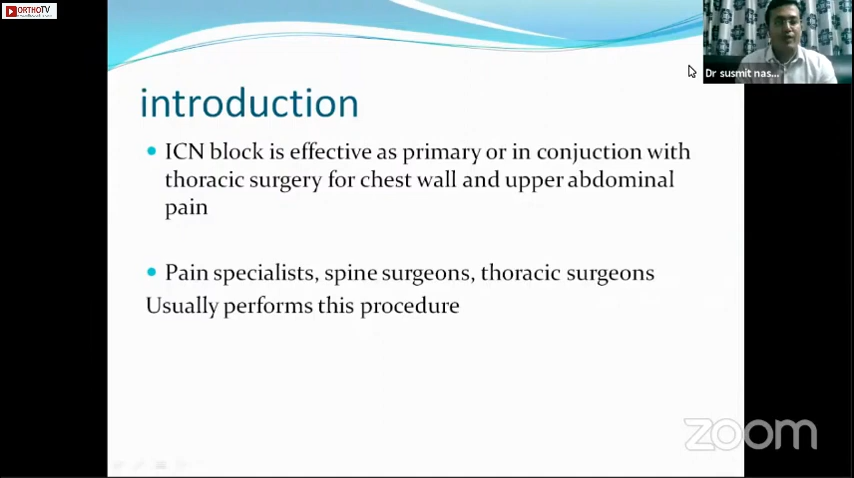 ORTHOTV
Dr susmit nas...
introduction
ICN block is effective as primary or in conjuction with
thoracic surgery for chest wall and upper abdominal
pain
Pain specialists, spine surgeons, thoracic surgeons
Usually performs this procedure
zoom